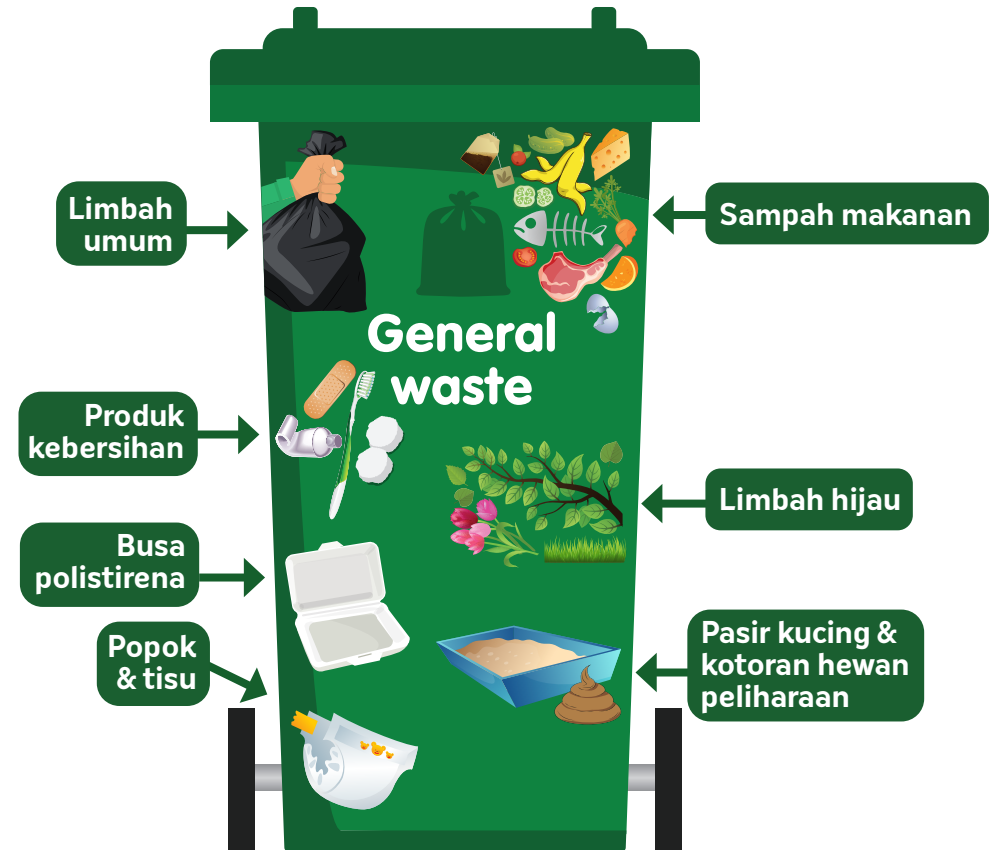 Limbah
umum
Sampah makanan
General
waste
Produk
kebersihan
Limbah hijau
Busa
polistirena
Popok
& tisu
Pasir kucing &
kotoran hewan
peliharaan